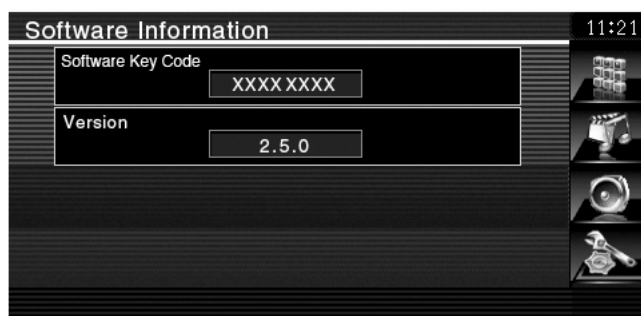 Software Information
11:21
Software Key Code
XXXX XXXX
Version
2.5.0